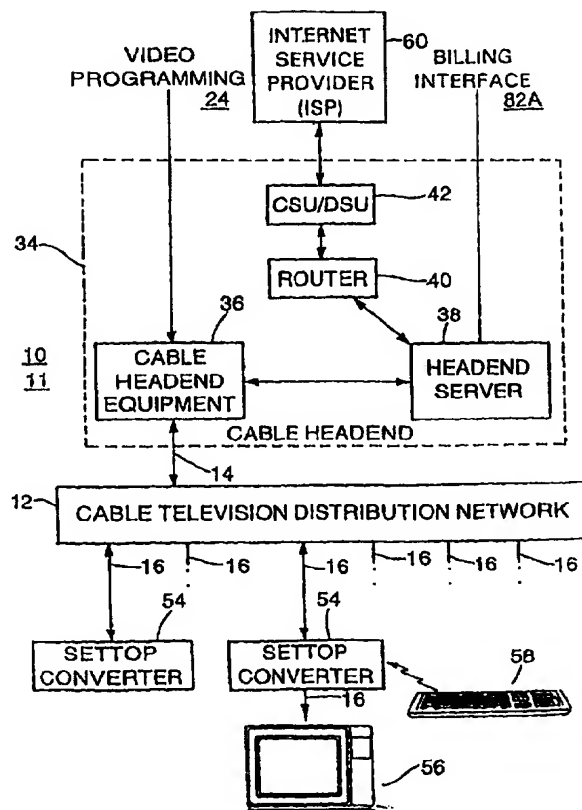 INTERNET
SERVICE
PROVIDER
(ISP)
60
VIDEO
PROGRAMMING
24
BILLING
INTERFACE
82A
34
CSU/DSU
42
ROUTER
40
36
38
10
11
CABLE
HEADEND
EQUIPMENT
HEADEND
SERVER
CABLE HEADEND
14
12
CABLE TELEVISION DISTRIBUTION NETWORK
16
16
16
16
16
16
54
54
SETTOP
CONVERTER
SETTOP
CONVERTER
58
16
56